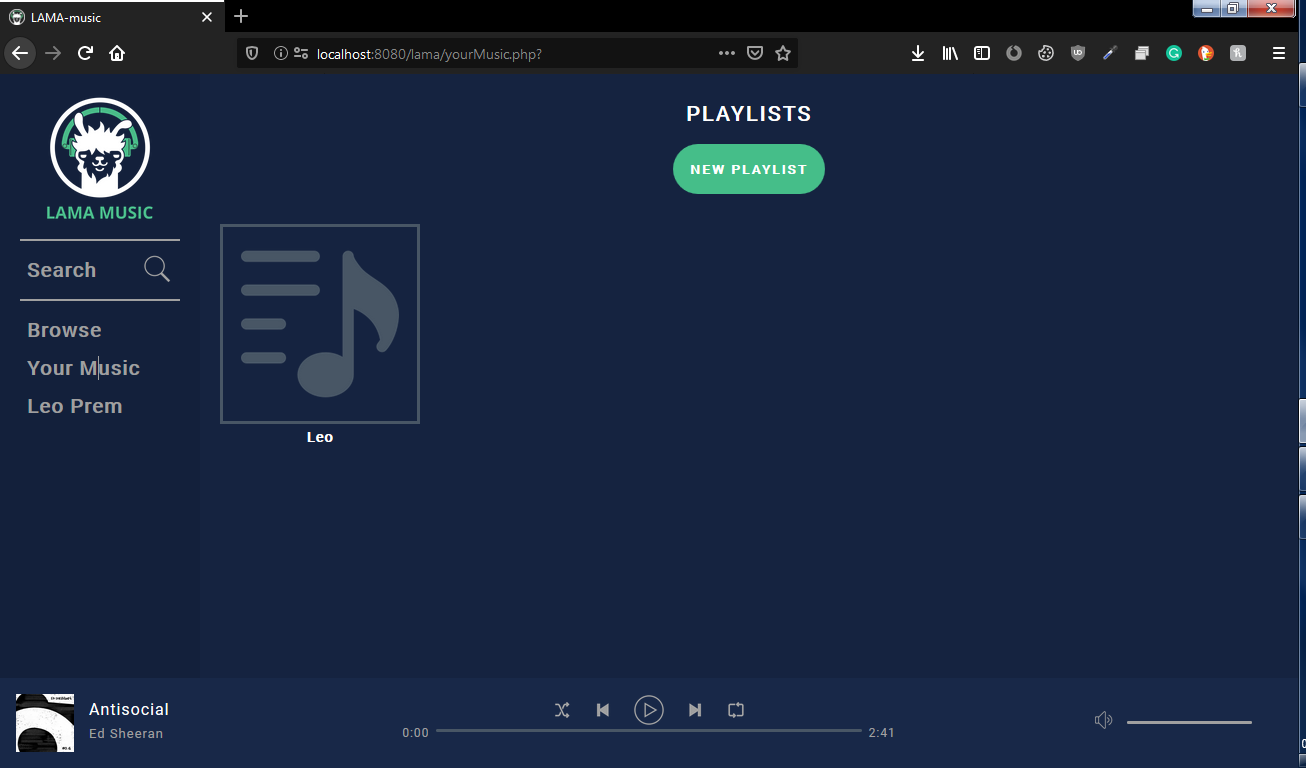 LAMA-music
localhost:8080/lama/yourMusic.php?
LAMA MUSIC
Search
Browse
Your Music
Leo Prem
PLAYLISTS
NEW PLAYLIST
Leo
Antisocial
Ed Sheeran
0:00
2:41